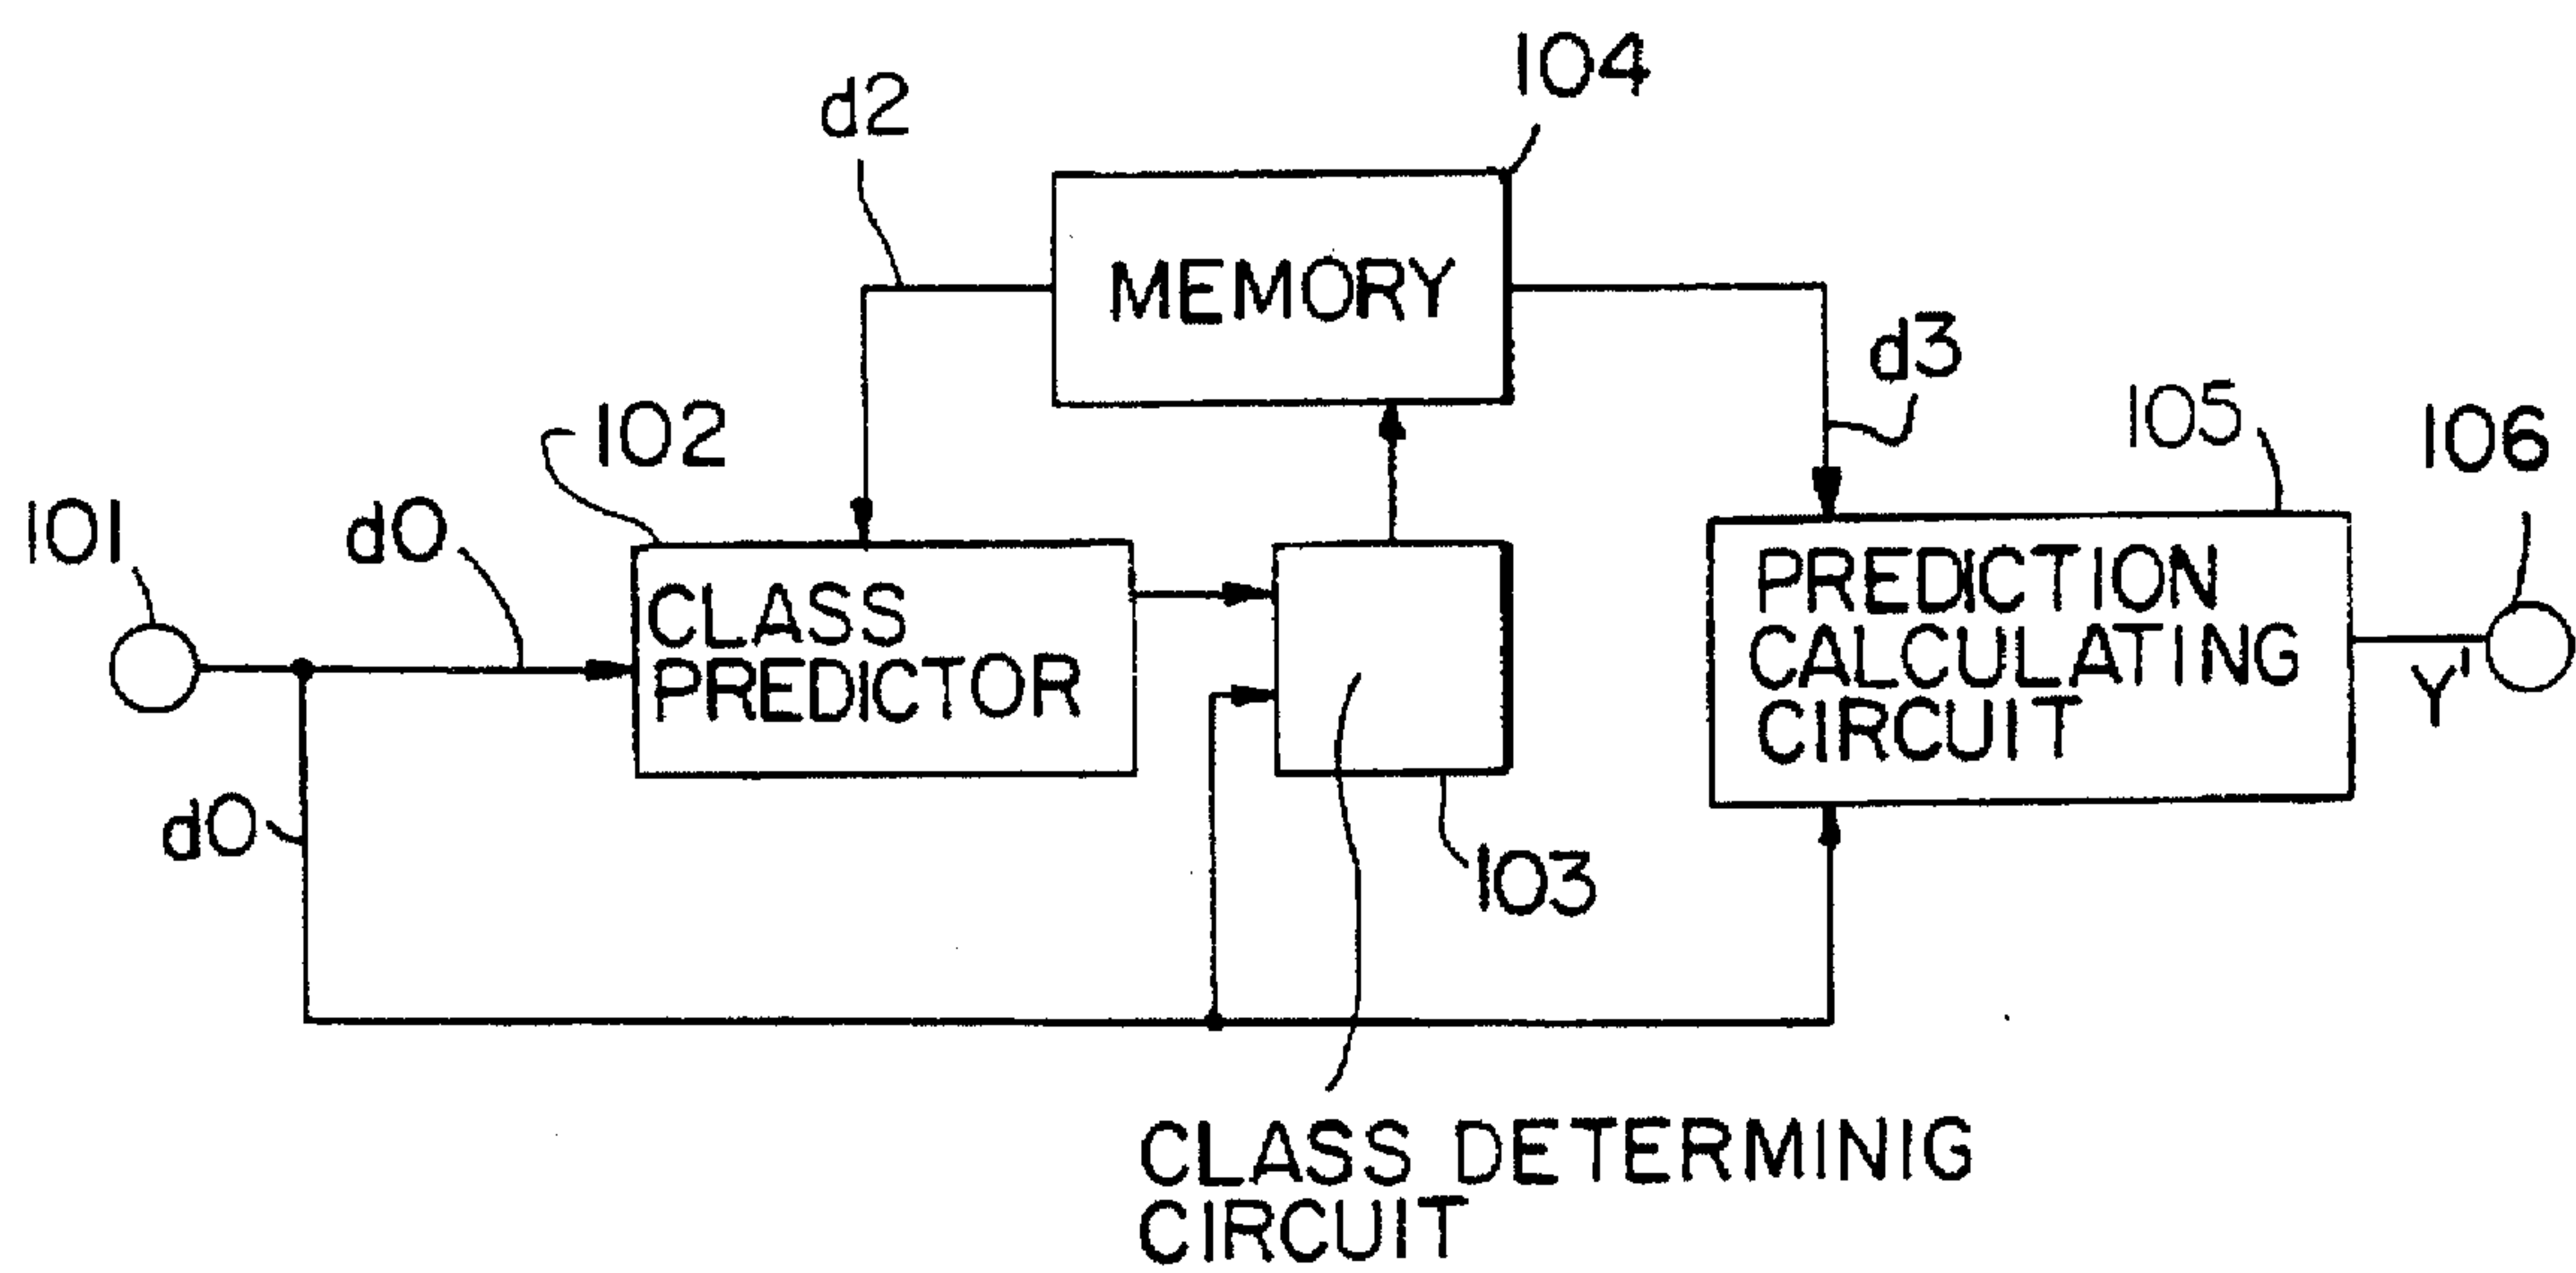 104
d2
MEMORY
d3
105
106
102
101
d0
CLASS
PREDICTOR
PREDICTION
CALCULATING
CIRCUIT
Y'
d0
103
CLASS DETERMINIG
CIRCUIT